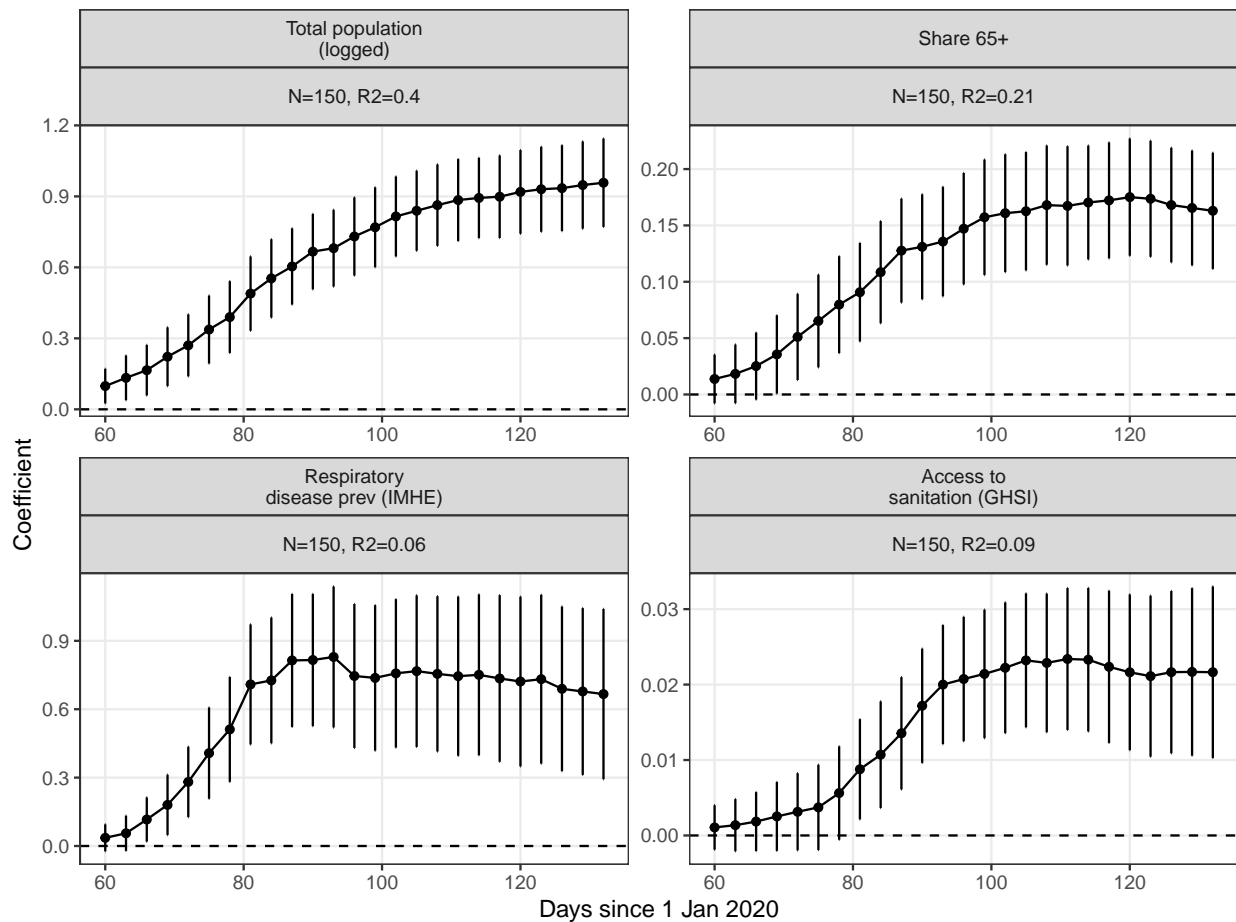 Total population
(logged)
N=150, R2=0.4
1.2
0.9
0.6
0.3
0.0
60 80 100 120
Share 65+
N=150, R2=0.21
0.20
0.15
0.10
0.05
0.00
60 80 100 120
Respiratory
disease prev (IMHE)
N=150, R2=0.06
0.9
0.6
0.3
0.0
60 80 100 120
Access to
sanitation (GHSI)
N=150, R2=0.09
0.03
0.02
0.01
0.00
60 80 100 120
Coefficient
Days since 1 Jan 2020